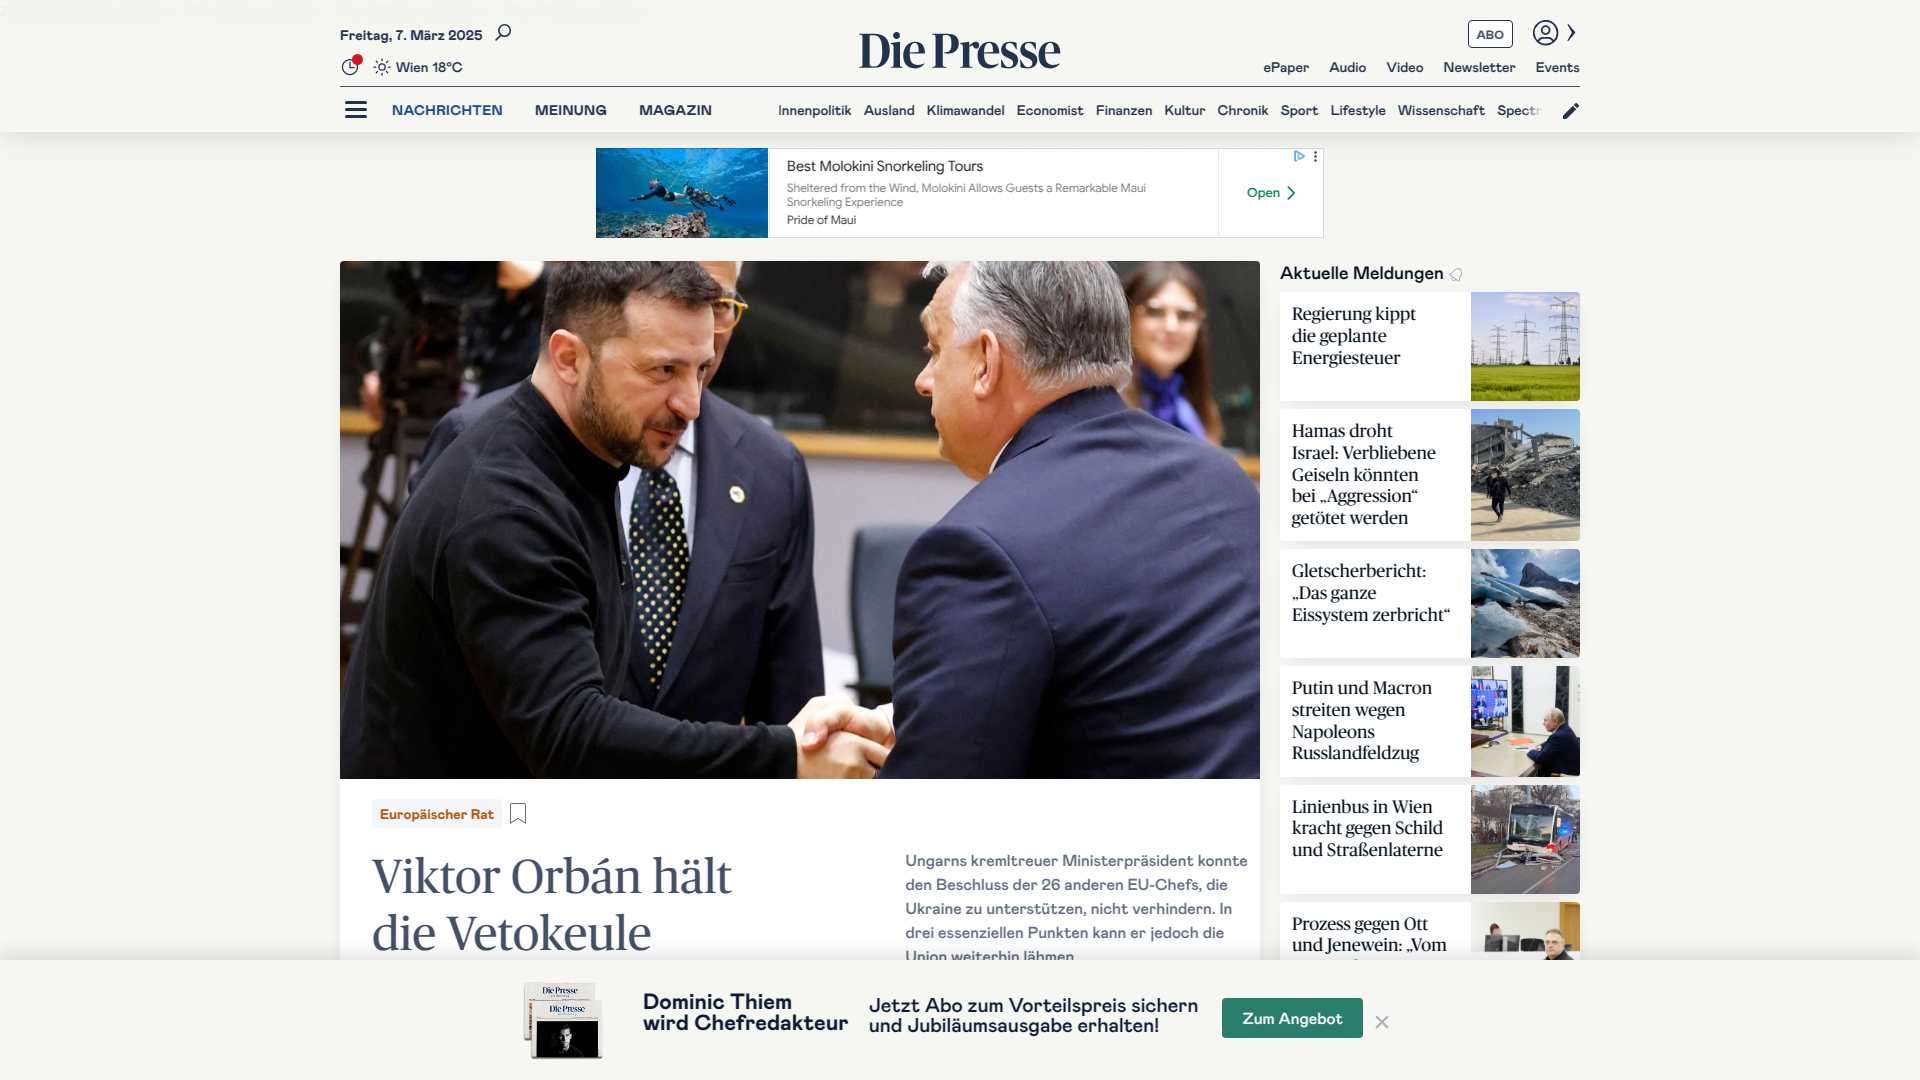 Freitag, 7. März 2025
Wien 18°C
Die Presse
ABO
ePaper Audio Video Newsletter Events
NACHRICHTEN MEINUNG MAGAZIN
Innenpolitik Ausland Klimawandel Economist Finanzen Kultur Chronik Sport Lifestyle Wissenschaft
Best Molokini Snorkeling Tours
Sheltered from the Wind, Molokini Allows Guests a Remarkable Maui
Snorkeling Experience
Pride of Maui
Open
Aktuelle Meldungen
Regierung kippt
die geplante
Energiesteuer
Hamas droht
Israel: Verbliebene
Geiseln könnten
bei „Aggression“
getötet werden
Gletscherbericht:
„Das ganze
Eissystem zerbricht“
Putin und Macron
streiten wegen
Napoleons
Russlandfeldzug
Linienbus in Wien
kracht gegen Schild
und Straßenlaterne
Prozess gegen Ott
und Jenewein: „Vom
Europäischer Rat
Viktor Orbán hält
die Vetokeule
Ungarns kremltreuer Ministerpräsident konnte
den Beschluss der 26 anderen EU-Chefs, die
Ukraine zu unterstützen, nicht verhindern. In
drei essenziellen Punkten kann er jedoch die
Union weiterhin lähmen.
Die Presse
Die Presse
Dominic Thiem
wird Chefredakteur
Jetzt Abo zum Vorteilspreis sichern
und Jubiläumsausgabe erhalten!
Zum Angebot